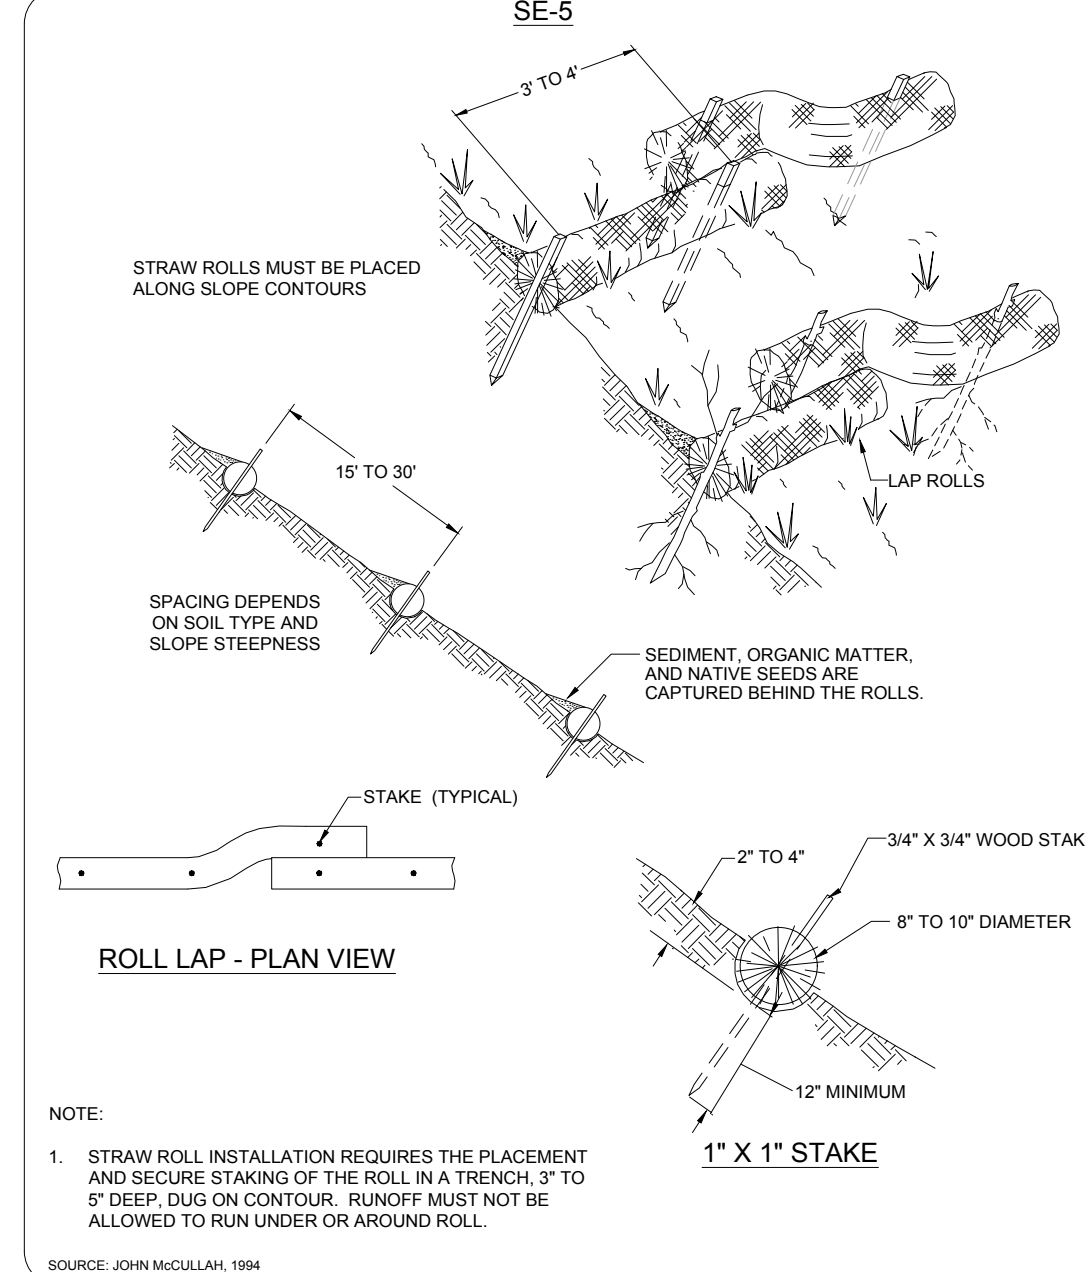 SE-5
3' TO 4'
STRAW ROLLS MUST BE PLACED
ALONG SLOPE CONTOURS
15' TO 30'
LAP ROLLS
SPACING DEPENDS
ON SOIL TYPE AND
SLOPE STEEPNESS
SEDIMENT, ORGANIC MATTER,
AND NATIVE SEEDS ARE
CAPTURED BEHIND THE ROLLS.
STAKE (TYPICAL)
ROLL LAP - PLAN VIEW
2" TO 4"
3/4" X 3/4" WOOD STAK
8" TO 10" DIAMETER
12" MINIMUM
1" X 1" STAKE
NOTE:
1. STRAW ROLL INSTALLATION REQUIRES THE PLACEMENT
AND SECURE STAKING OF THE ROLL IN A TRENCH, 3" TO
5" DEEP, DUG ON CONTOUR. RUNOFF MUST NOT BE
ALLOWED TO RUN UNDER OR AROUND ROLL.
SOURCE: JOHN McCULLAH, 1994